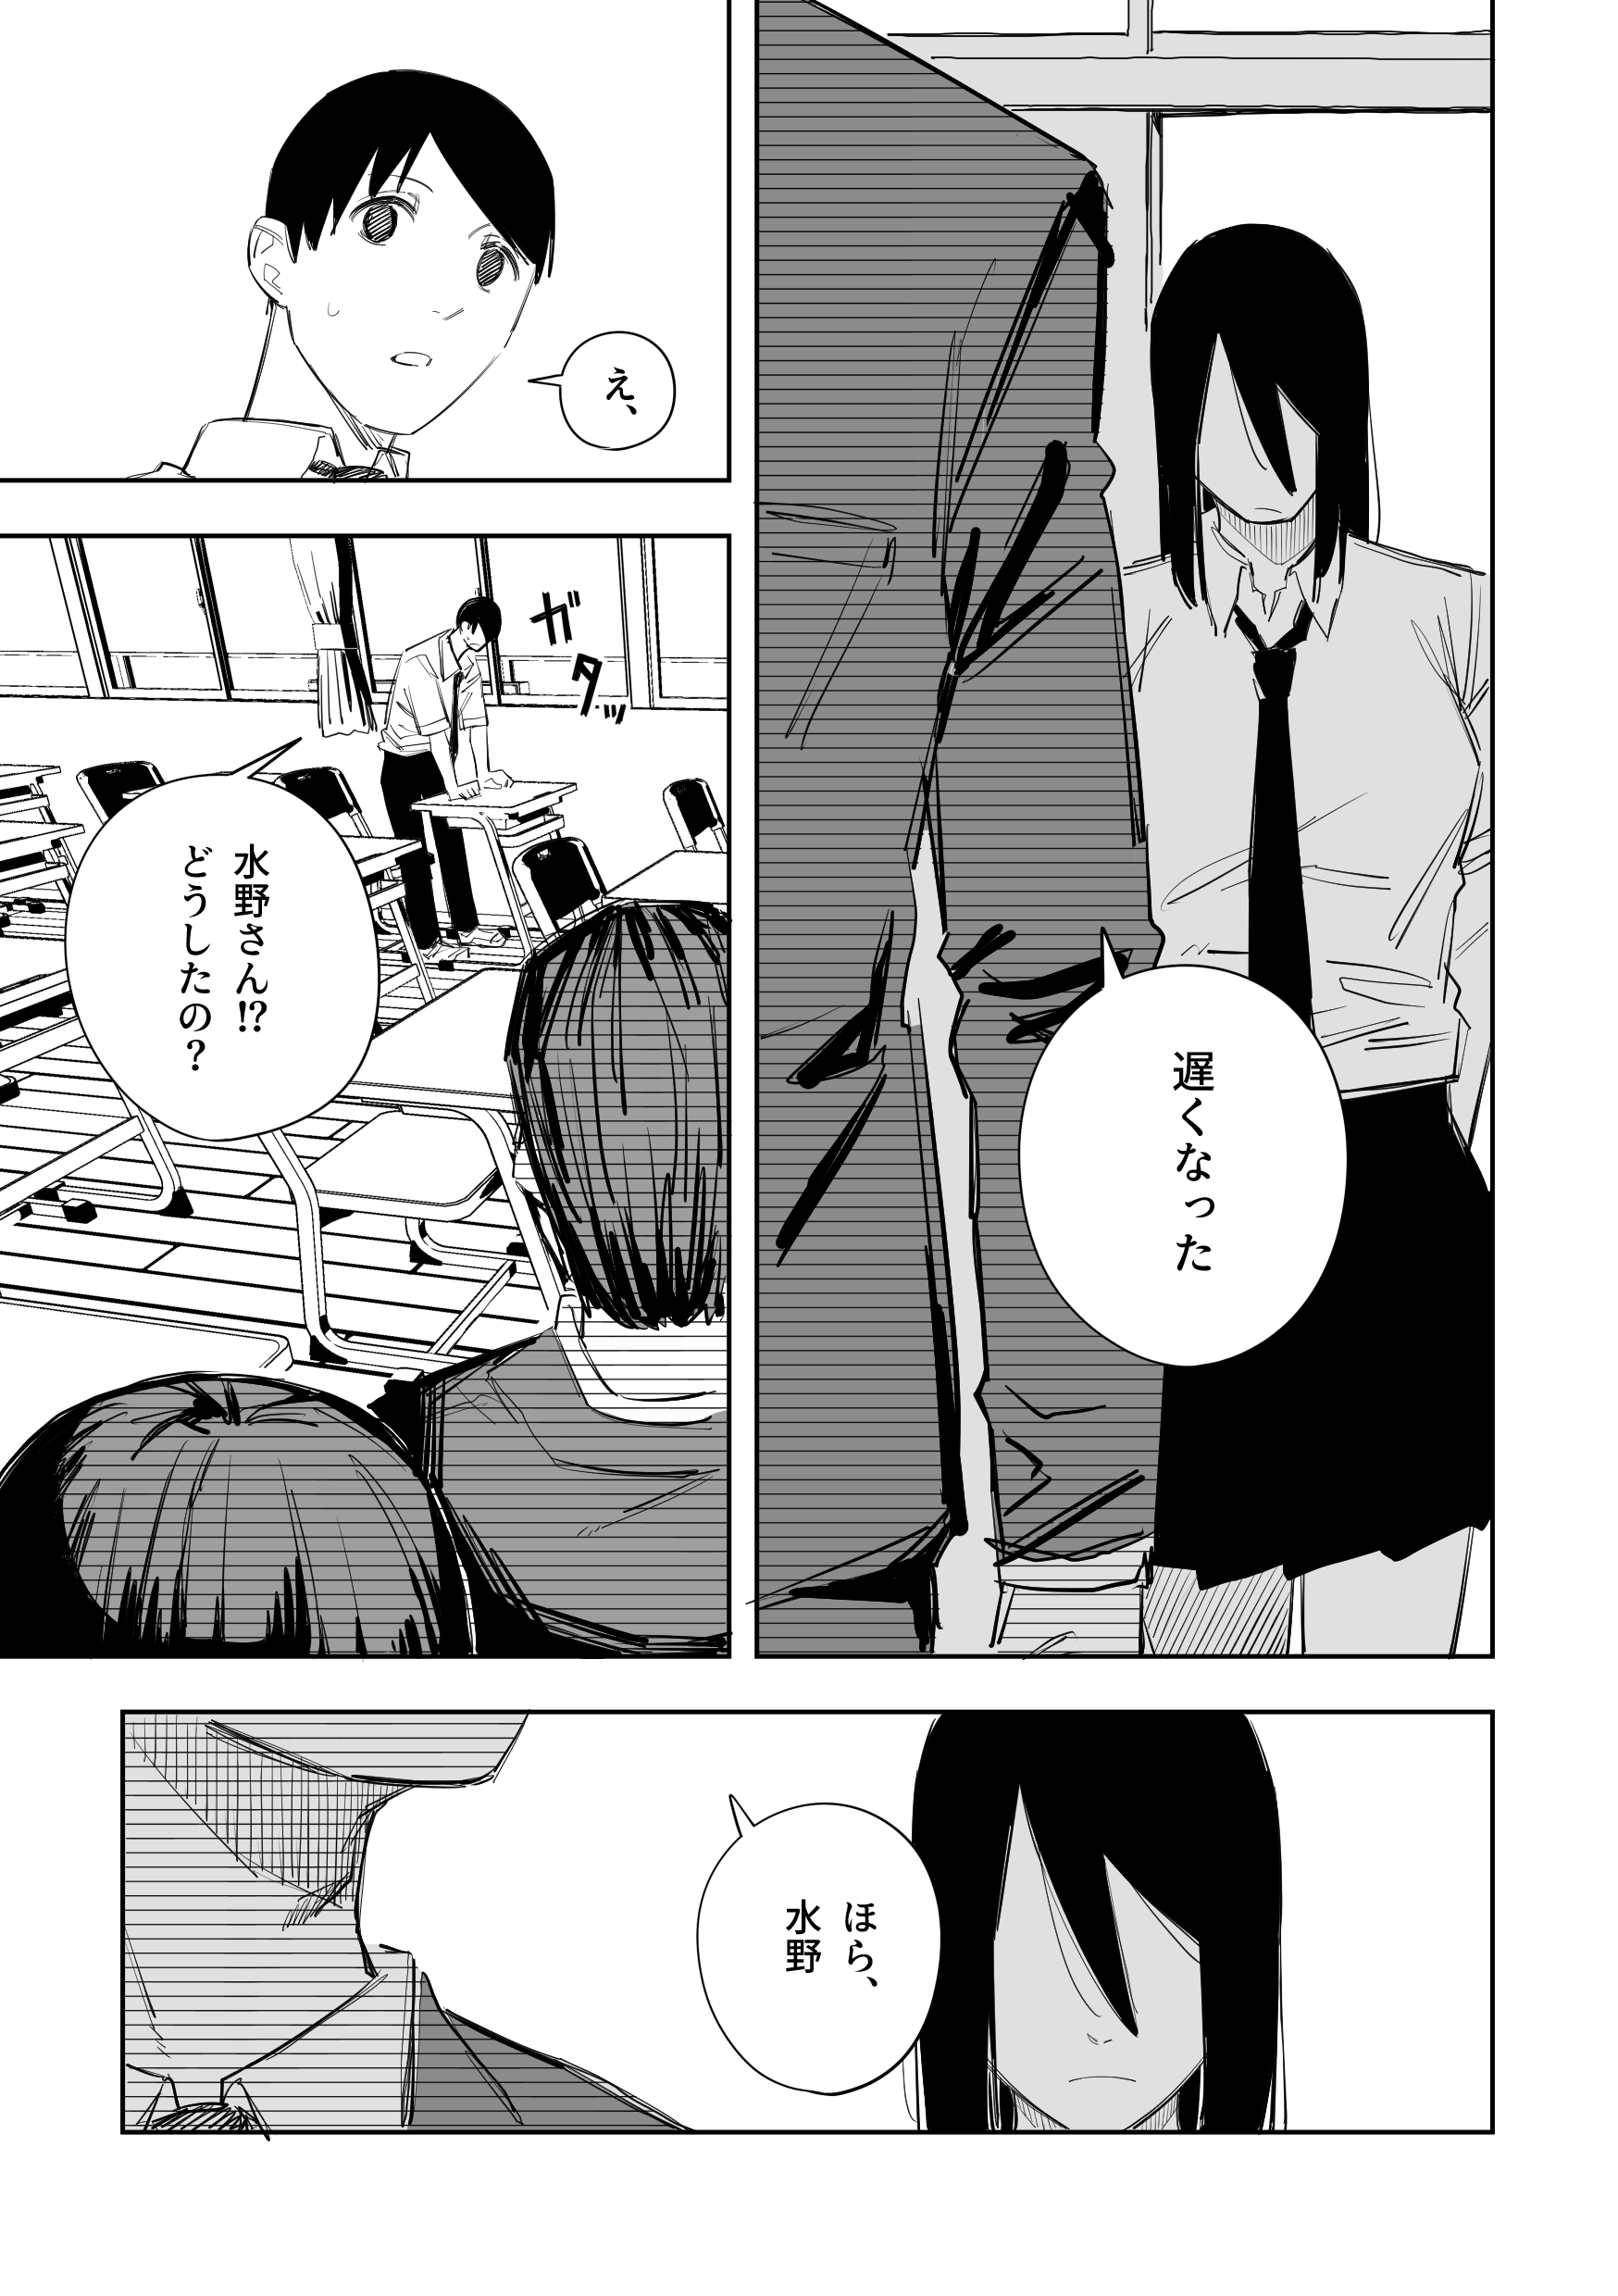 遅くなった
え、
ガタッ
水野さん!?
どうしたの?
ほら、
水野